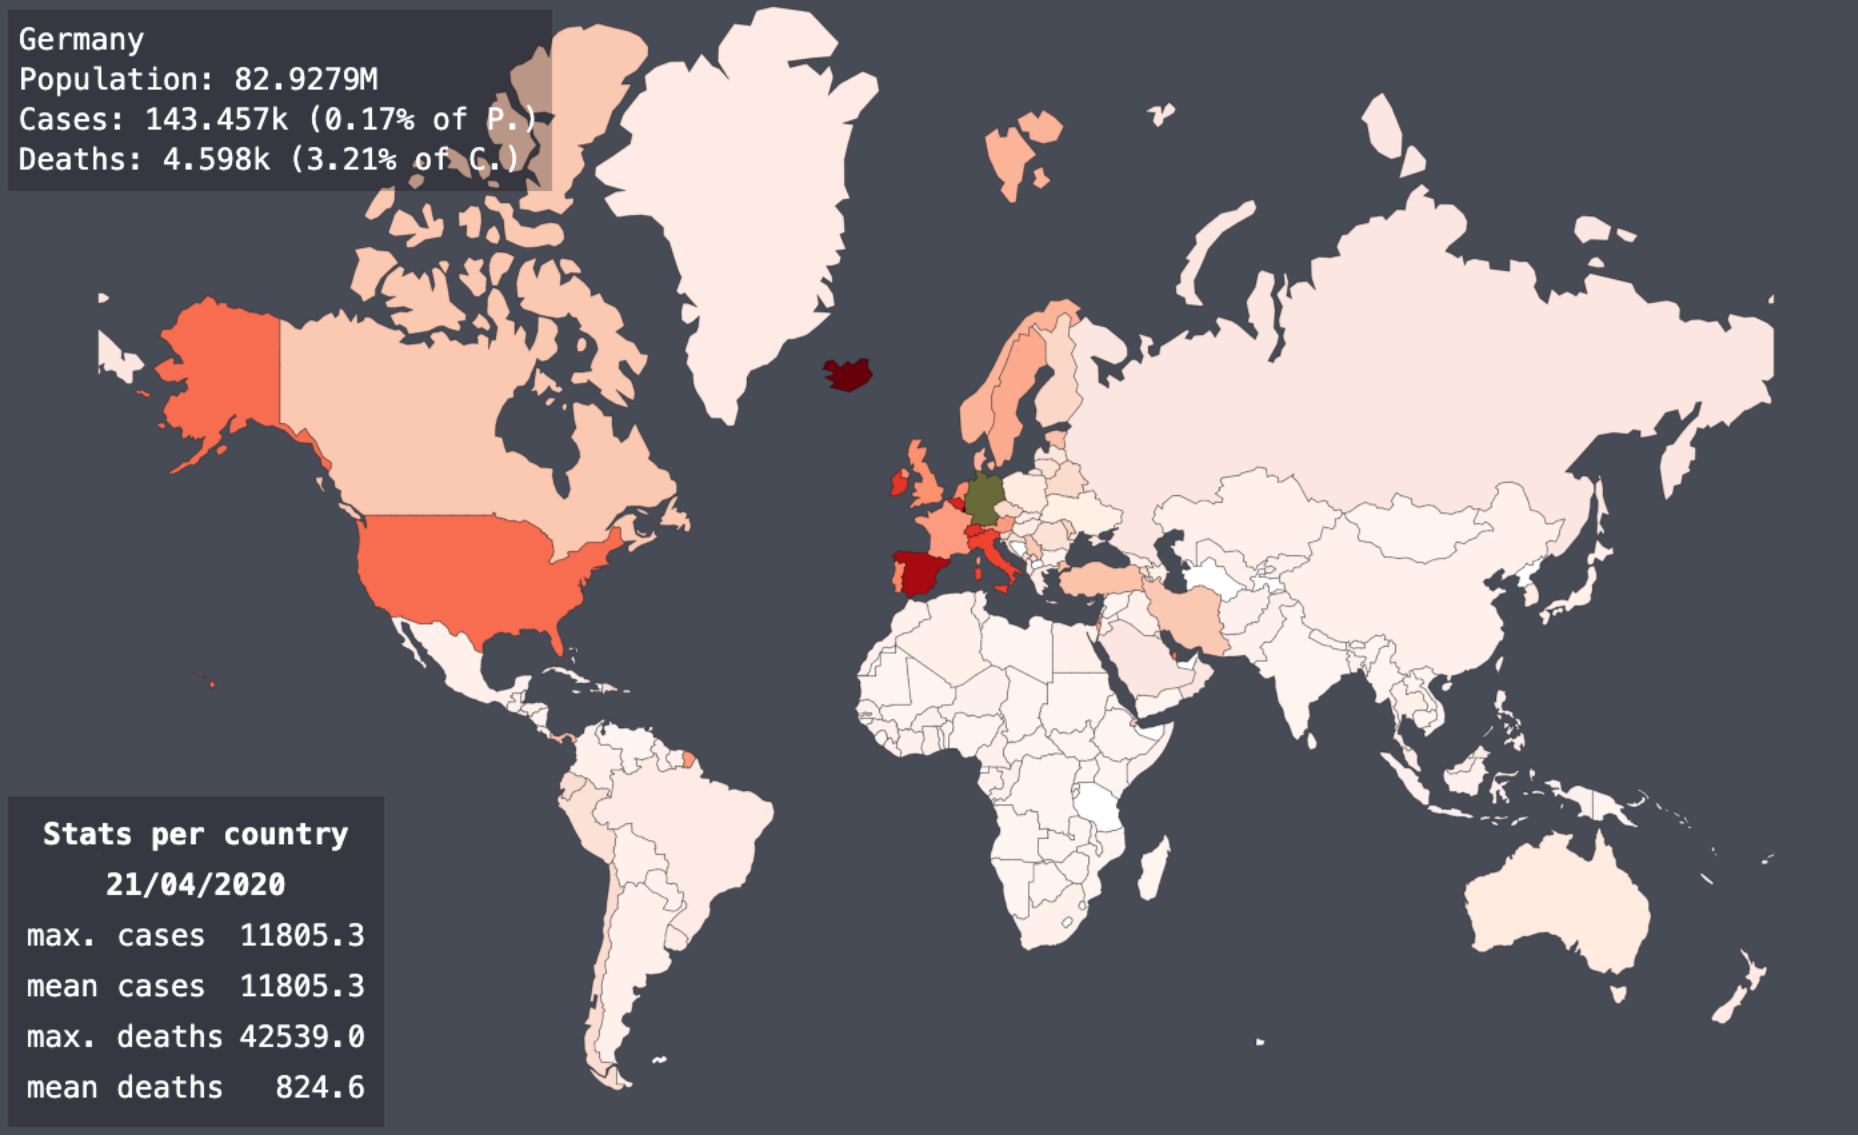 Germany
Population: 82.9279M
Cases: 143.457k (0.17% of P.)
Deaths: 4.598k (3.21% of C.)
Stats per country
21/04/2020
max. cases 11805.3
mean cases 11805.3
max. deaths 42539.0
mean deaths 824.6